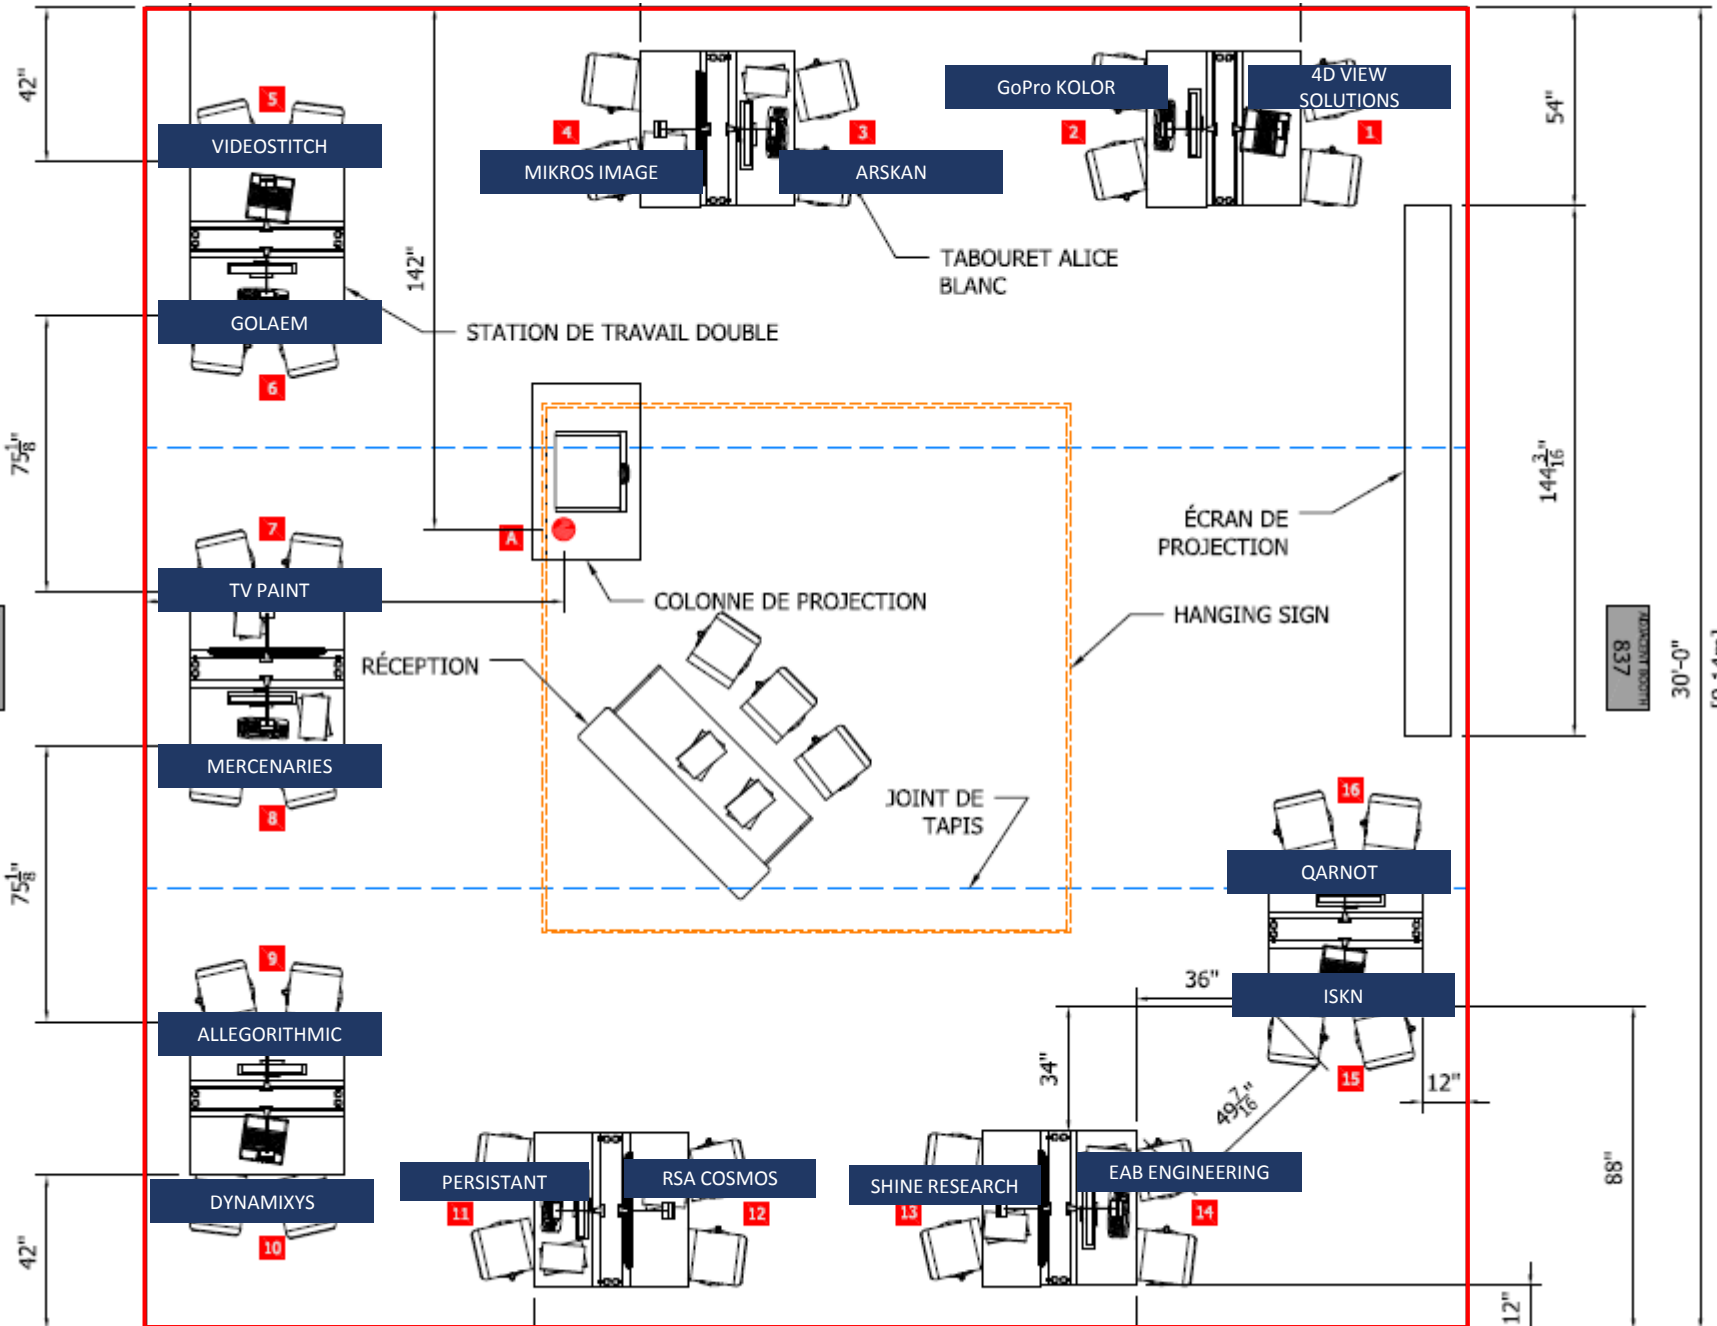 42"
54"
5
4
3
2
1
VIDEOSTITCH
MIKROS IMAGE
ARSKAN
GoPro KOLOR
4D VIEW
SOLUTIONS
142"
TABOURET ALICE
BLANC
GOLAEM
STATION DE TRAVAIL DOUBLE
6
75 1/8"
144 3/16"
A
7
ÉCRAN DE
PROJECTION
TV PAINT
COLONNE DE PROJECTION
HANGING SIGN
RÉCEPTION
ADJACENT BOOTH
837
30'-0"
MERCENARIES
8
JOINT DE
TAPIS
16
QARNOT
75 1/8"
9
ALLEGORITHMIC
36"
ISKN
15
12"
34"
49 7/16"
DYNAMIXYS
10
PERSISTANT
11
RSA COSMOS
12
SHINE RESEARCH
13
EAB ENGINEERING
14
88"
42"
12"